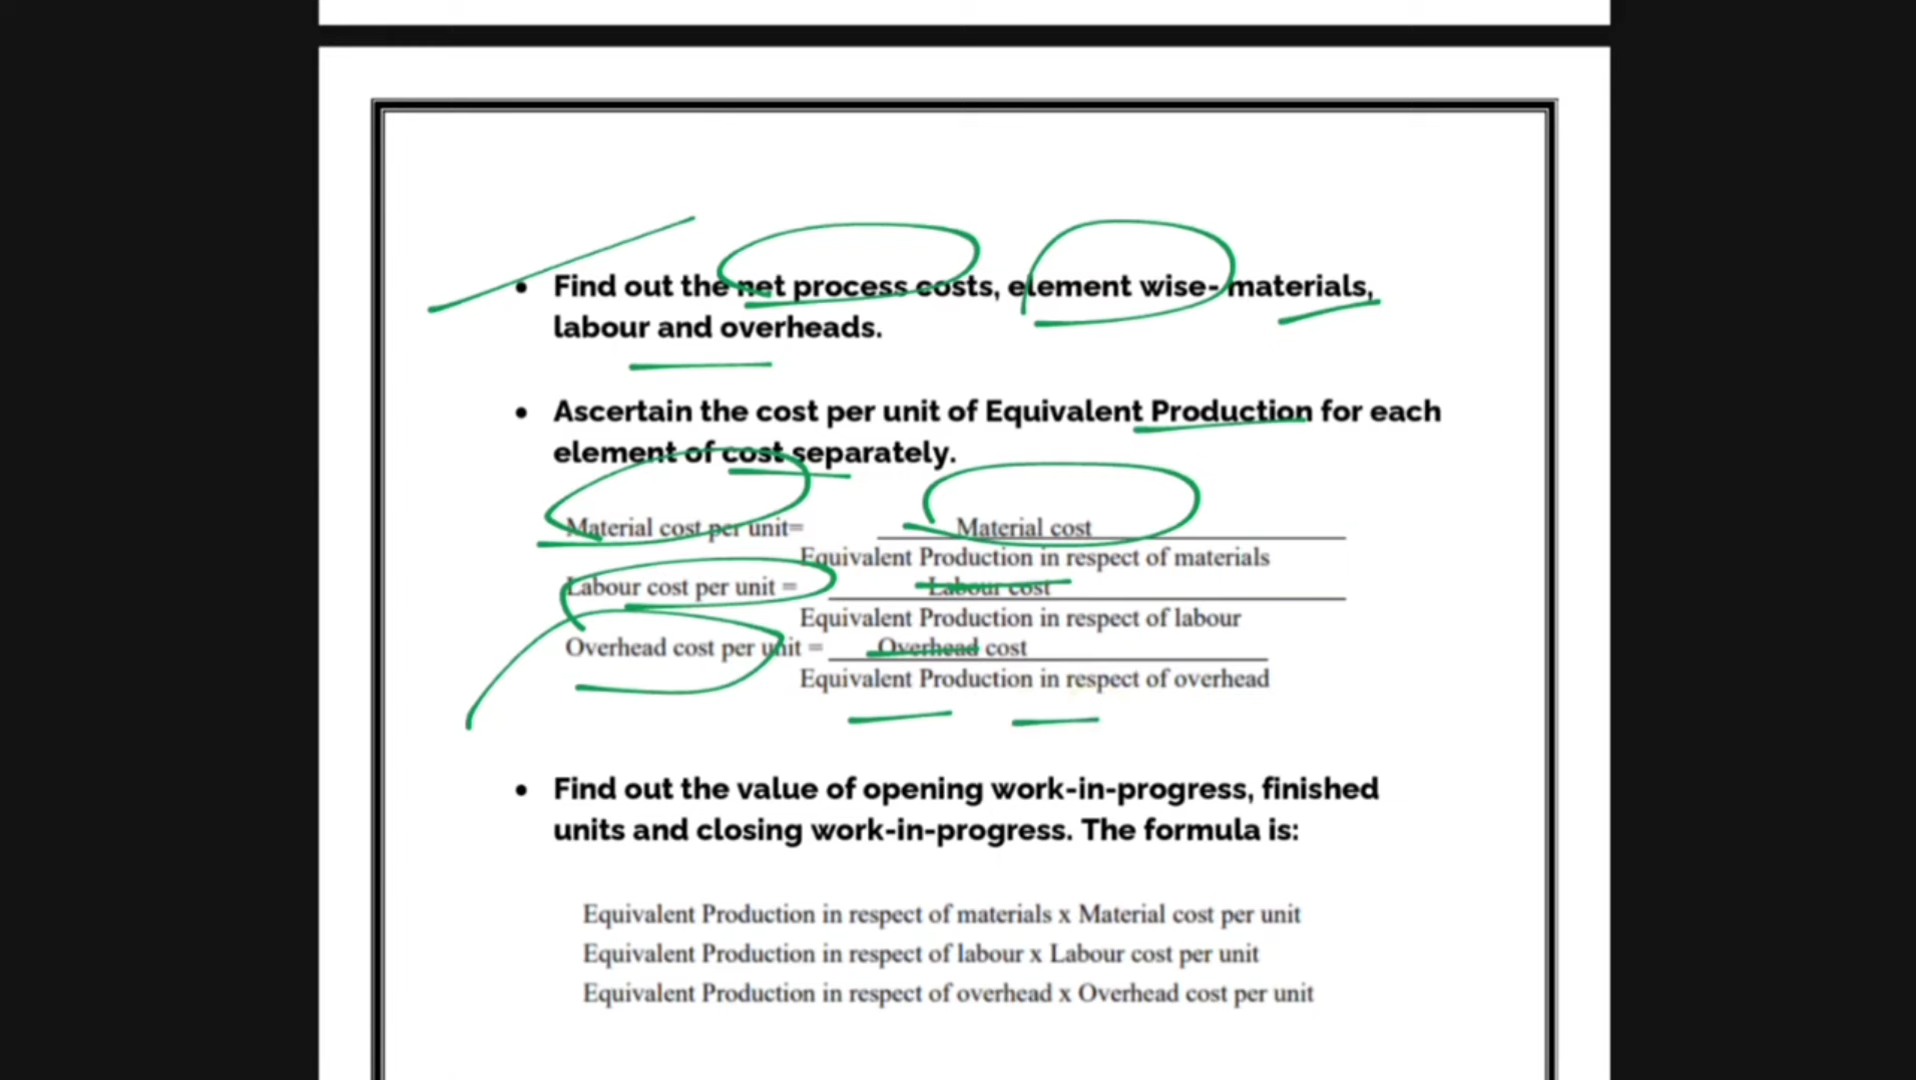 Find out the net process costs, element wise- materials,
labour and overheads.
Ascertain the cost per unit of Equivalent Production for each
element of cost separately.
Material cost per unit= Material cost
Equivalent Production in respect of materials
Labour cost per unit = Labour cost
Equivalent Production in respect of labour
Overhead cost per unit = Overhead cost
Equivalent Production in respect of overhead
Find out the value of opening work-in-progress, finished
units and closing work-in-progress. The formula is:
Equivalent Production in respect of materials x Material cost per unit
Equivalent Production in respect of labour x Labour cost per unit
Equivalent Production in respect of overhead x Overhead cost per unit